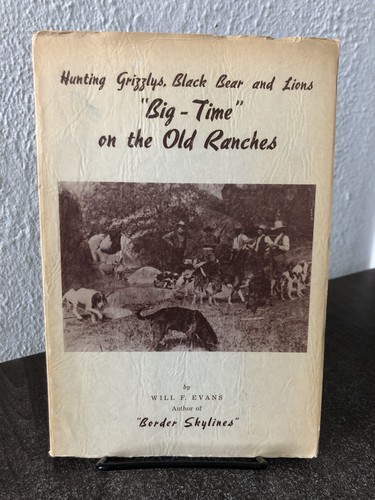 Hunting Grizzlys, Black Bear and Lions
"Big-Time"
on the Old Ranches
by
WILL F. EVANS
Author of
"Border Skylines"